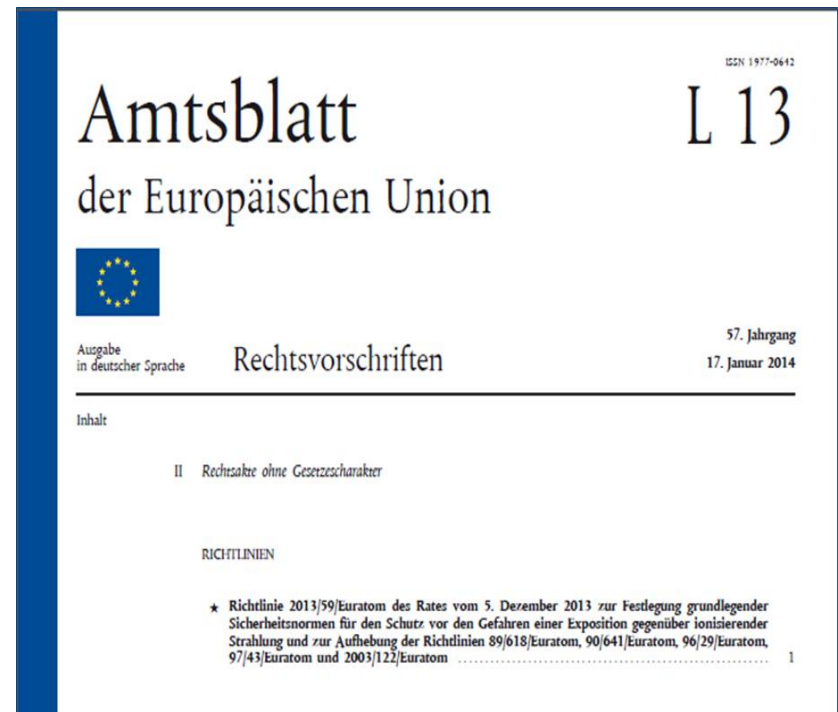 ISSN 1977-0642
Amtsblatt
L 13
der Europäischen Union
57. Jahrgang
Ausgabe
in deutscher Sprache
Rechtsvorschriften
17. Januar 2014
Inhalt
II Rechtsakte ohne Gesetzescharakter
RICHTLINIEN
★ Richtlinie 2013/59/Euratom des Rates vom 5. Dezember 2013 zur Festlegung grundlegender
Sicherheitsnormen für den Schutz vor den Gefahren einer Exposition gegenüber ionisierender
Strahlung und zur Aufhebung der Richtlinien 89/618/Euratom, 90/641/Euratom, 96/29/Euratom,
97/43/Euratom und 2003/122/Euratom ........................................................ 1